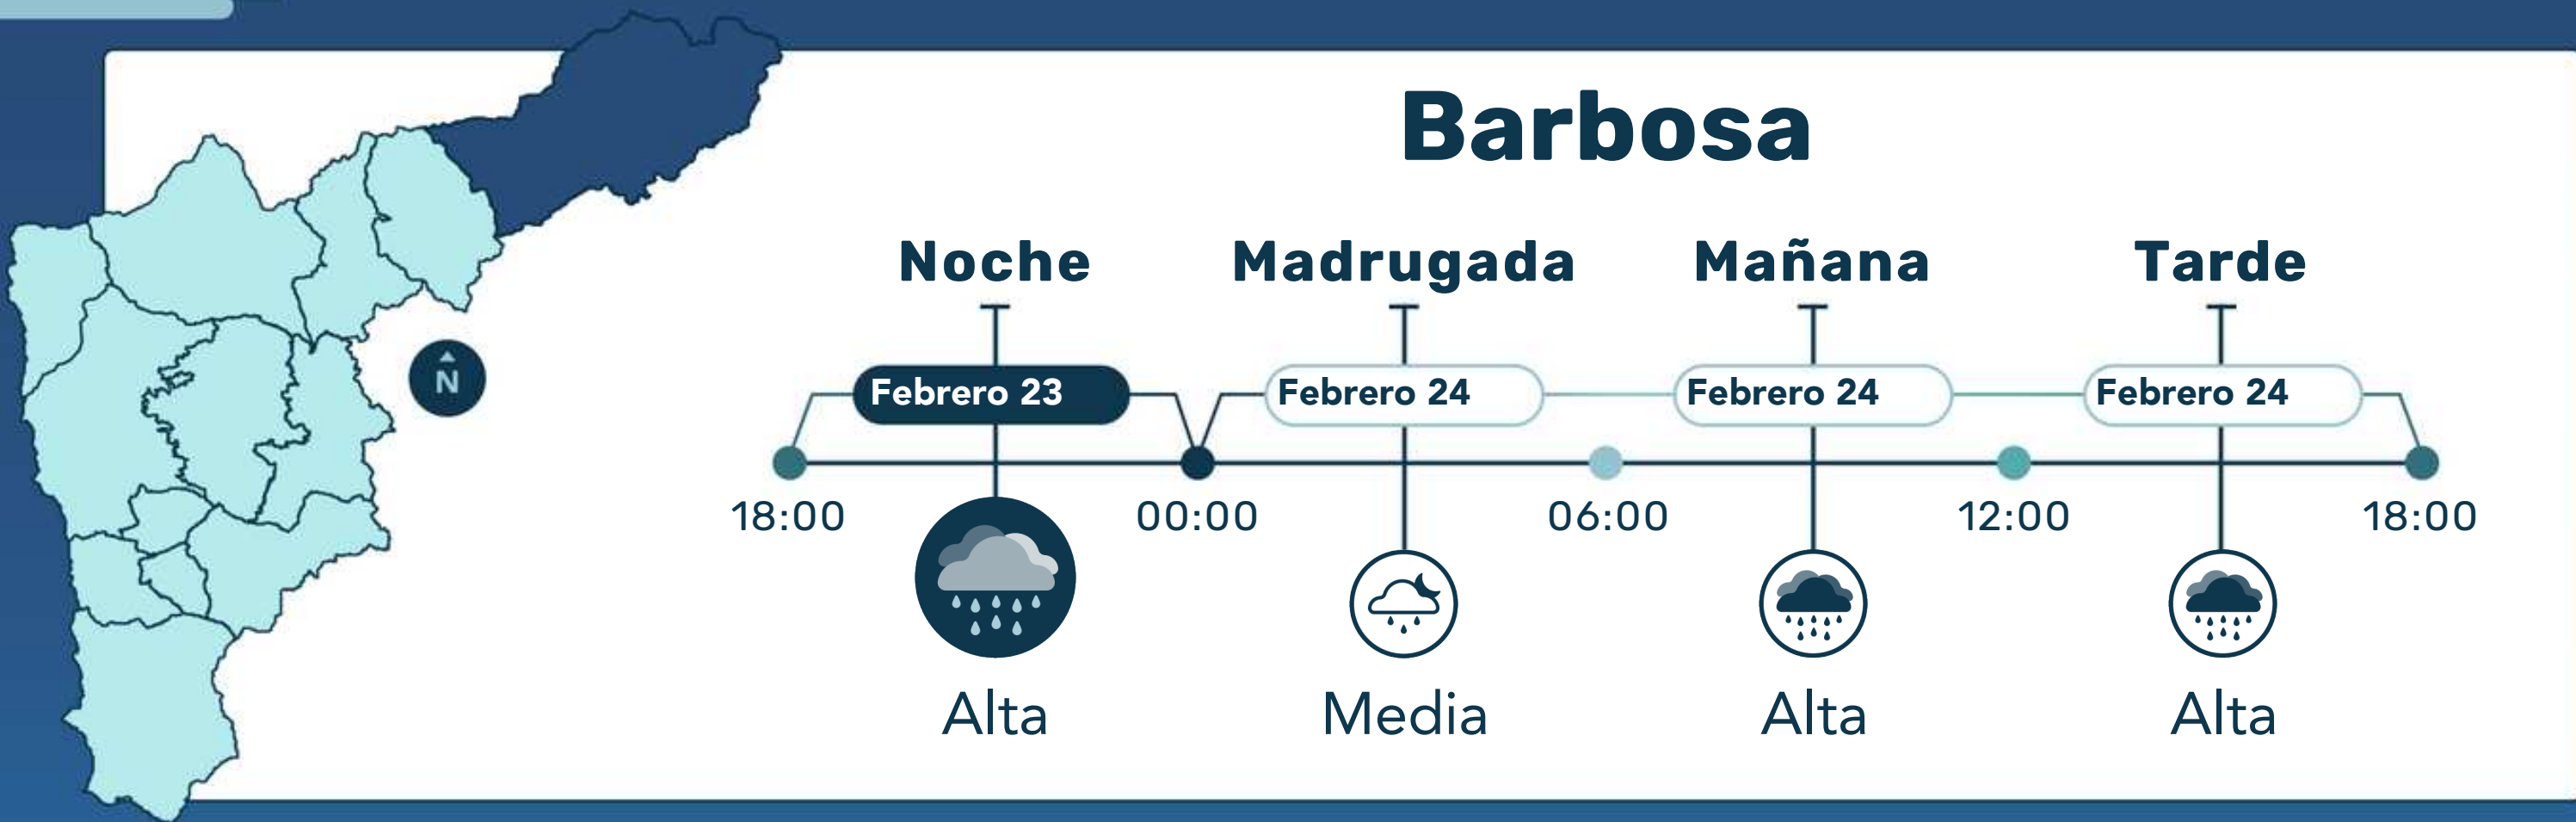 Barbosa
Noche Madrugada Mañana Tarde
N
Febrero 23 Febrero 24 Febrero 24 Febrero 24
18:00 00:00 06:00 12:00 18:00
Alta Media Alta Alta